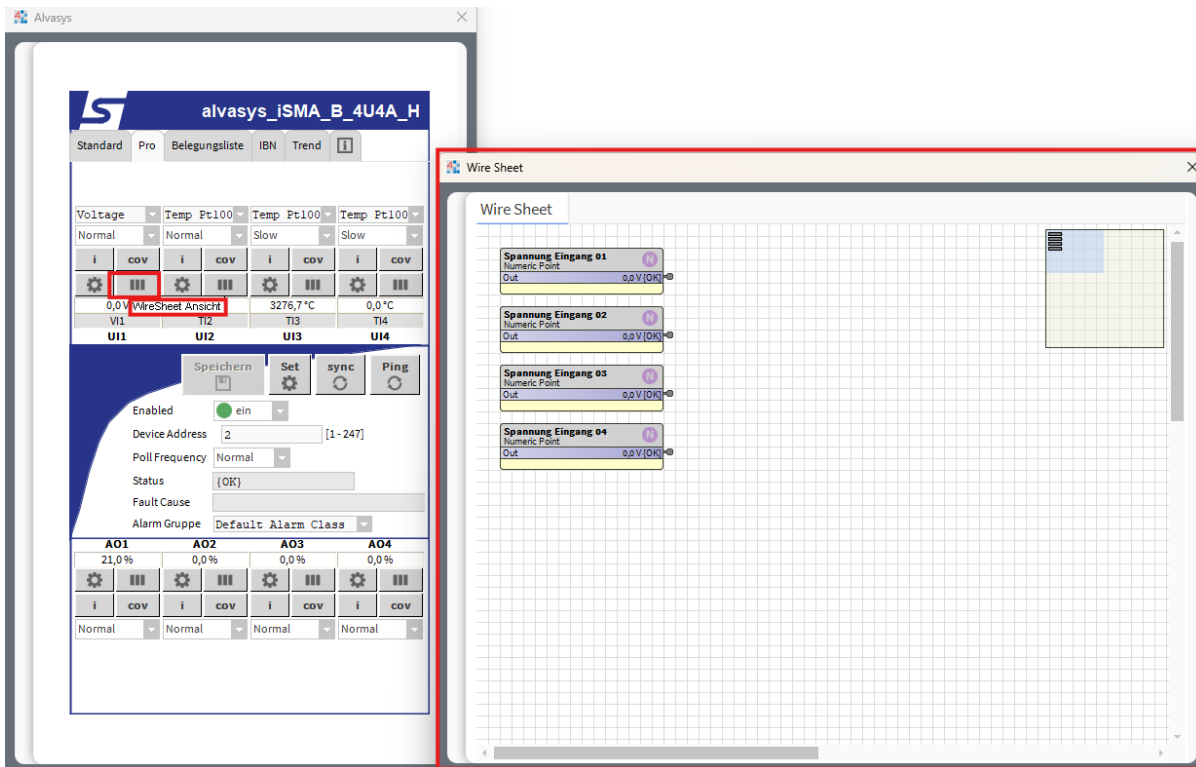 Alvasys
alvasys_iSMA_B_4U4A_H
Standard Pro Belegungsliste IBN Trend i
Voltage Temp Pt100 Temp Pt100 Temp Pt100
Normal Normal Slow Slow
i cov i cov i cov i cov
0,0 V WireSheet Ansicht 3276,7 °C 0,0 °C
VI1 TI2 TI3 TI4
UI1 UI2 UI3 UI4
Speichern Set sync Ping
Enabled ein
Device Address 2 [1 - 247]
Poll Frequency Normal
Status {OK}
Fault Cause
Alarm Gruppe Default Alarm Class
AO1 AO2 AO3 AO4
21,0 % 0,0 % 0,0 % 0,0 %
i cov i cov i cov i cov
Normal Normal Normal Normal
Wire Sheet
Wire Sheet
Spannung Eingang 01 N
Numeric Point
Out 0,0 V {OK}
Spannung Eingang 02 N
Numeric Point
Out 0,0 V {OK}
Spannung Eingang 03 N
Numeric Point
Out 0,0 V {OK}
Spannung Eingang 04 N
Numeric Point
Out 0,0 V {OK}